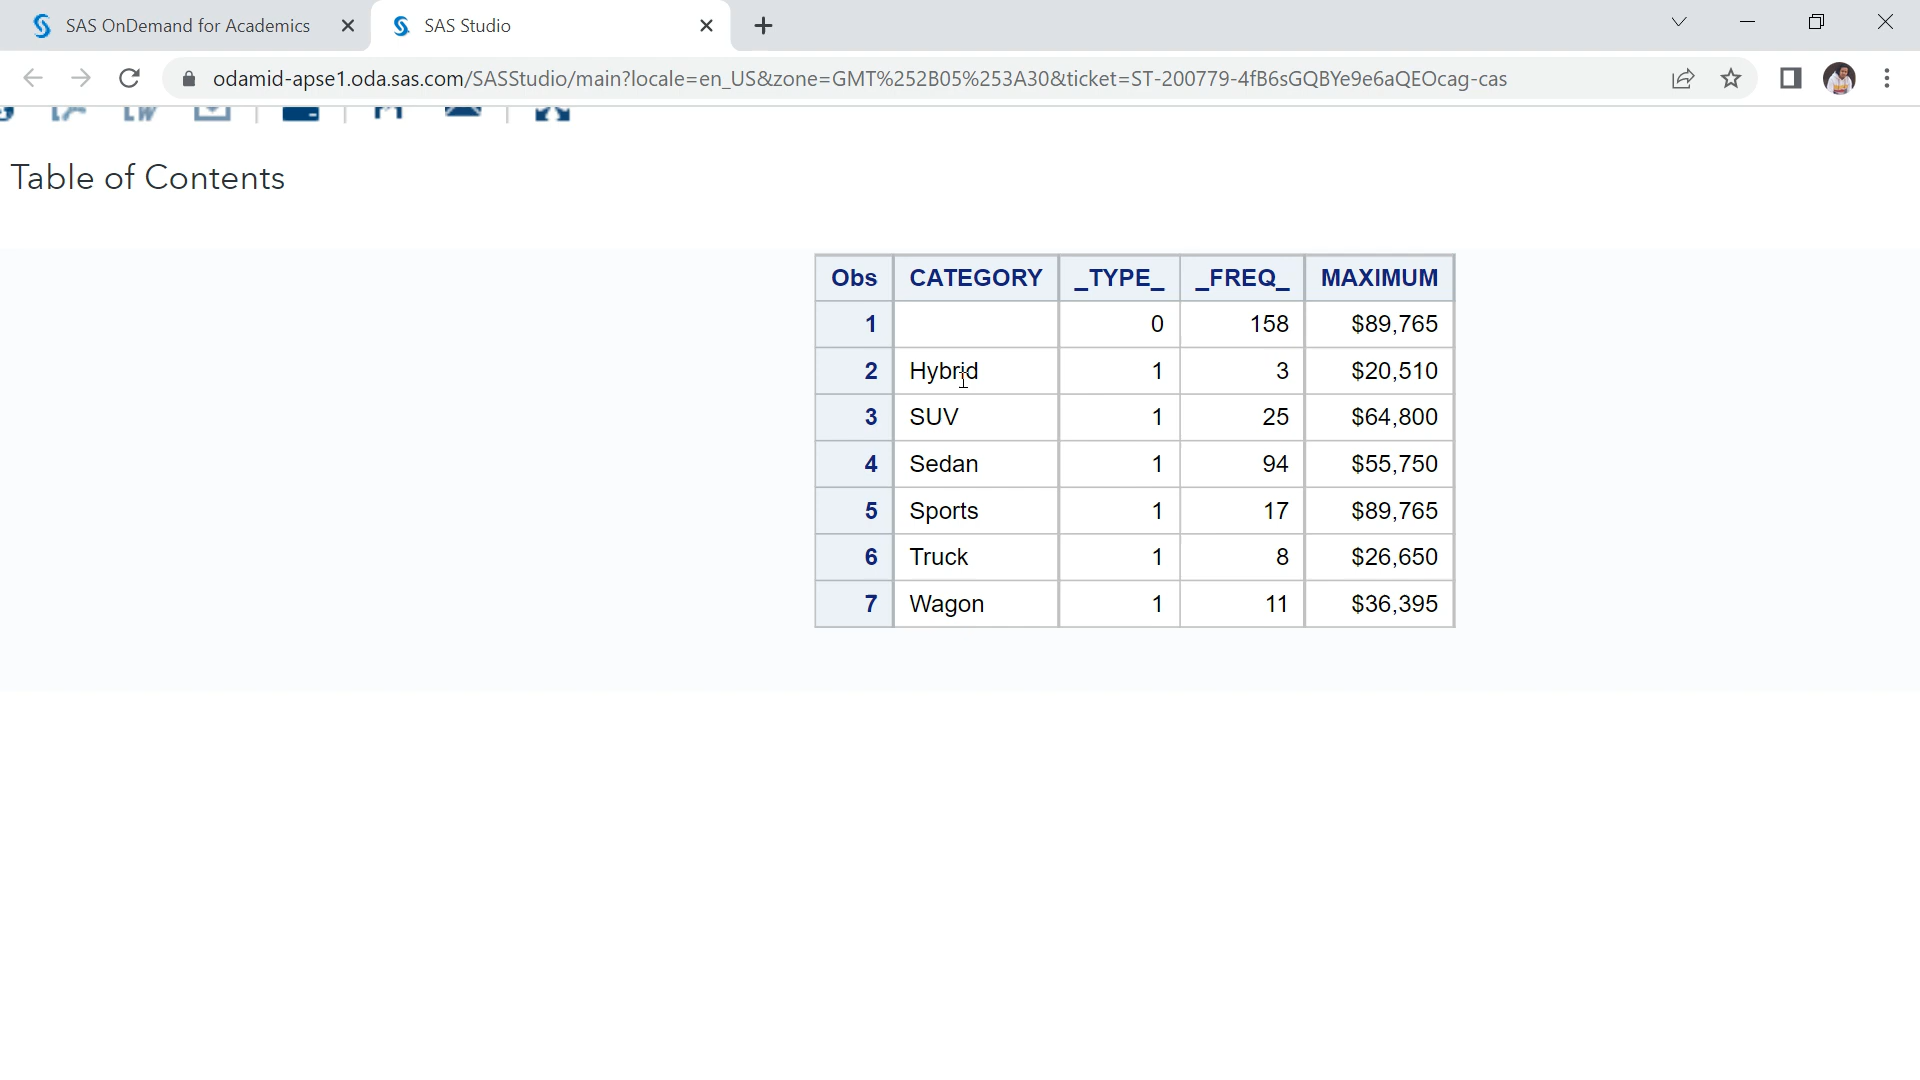 SAS OnDemand for Academics
SAS Studio
odamid-apse1.oda.sas.com/SASStudio/main?locale=en_US&zone=GMT%252B05%253A30&ticket=ST-200779-4fB6sGQBYe9e6aQEOcag-cas
Table of Contents
Obs CATEGORY _TYPE_ _FREQ_ MAXIMUM
1 0 158 $89,765
2 Hybrid 1 3 $20,510
3 SUV 1 25 $64,800
4 Sedan 1 94 $55,750
5 Sports 1 17 $89,765
6 Truck 1 8 $26,650
7 Wagon 1 11 $36,395